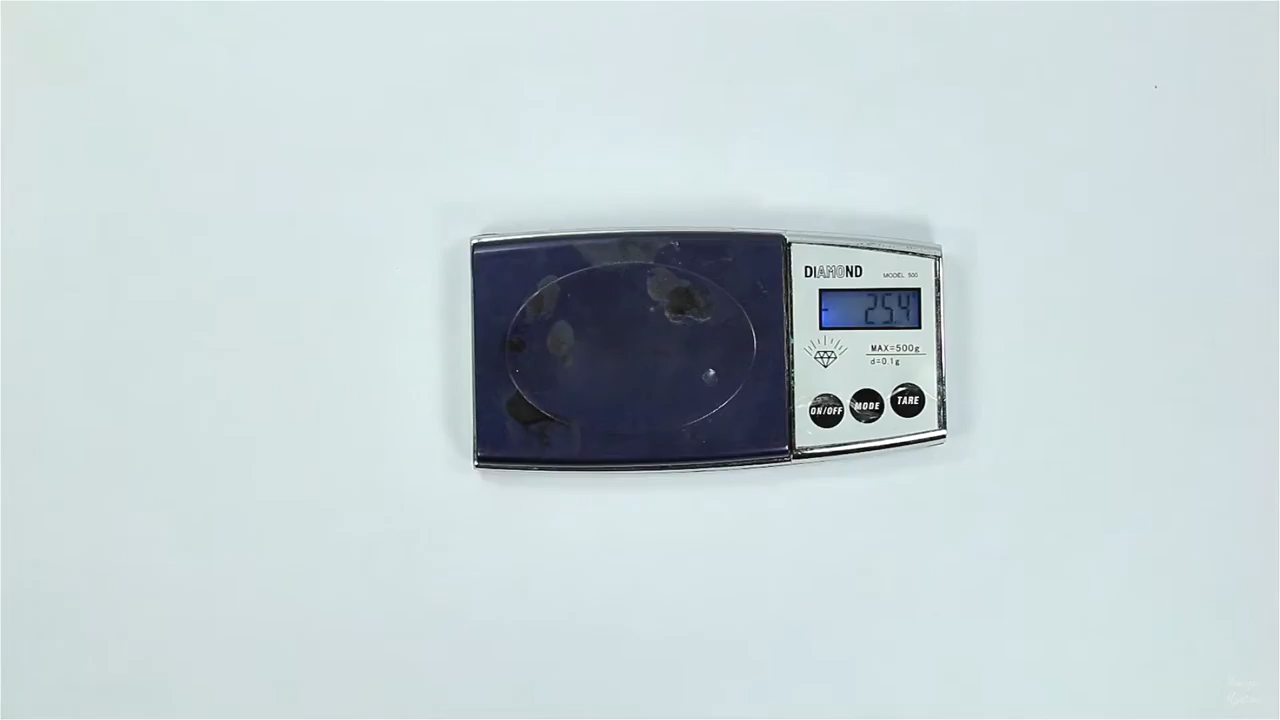 DIAMOND
MODEL 500
- 25.4
MAX=500g
d=0.1g
ON/OFF
MODE
TARE